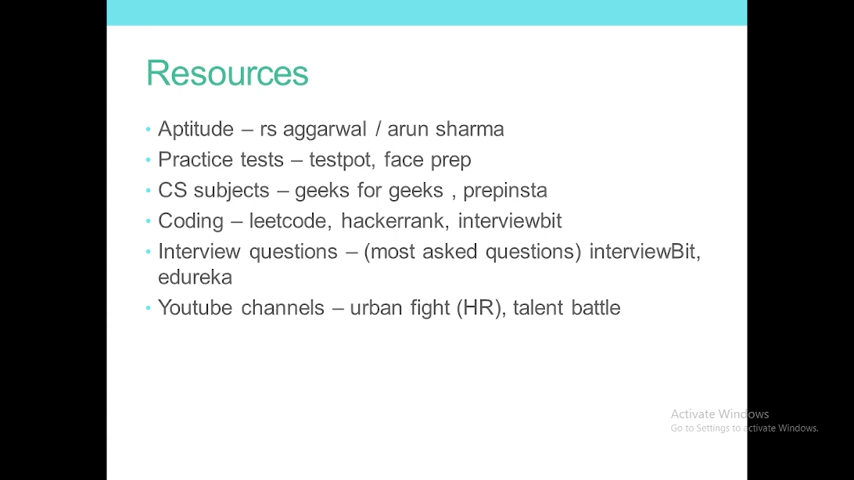 Resources
• Aptitude – rs aggarwal / arun sharma
• Practice tests – testpot, face prep
• CS subjects – geeks for geeks , prepinsta
• Coding – leetcode, hackerrank, interviewbit
• Interview questions – (most asked questions) interviewBit,
edureka
• Youtube channels – urban fight (HR), talent battle
Activate Windows
Go to Settings to activate Windows.